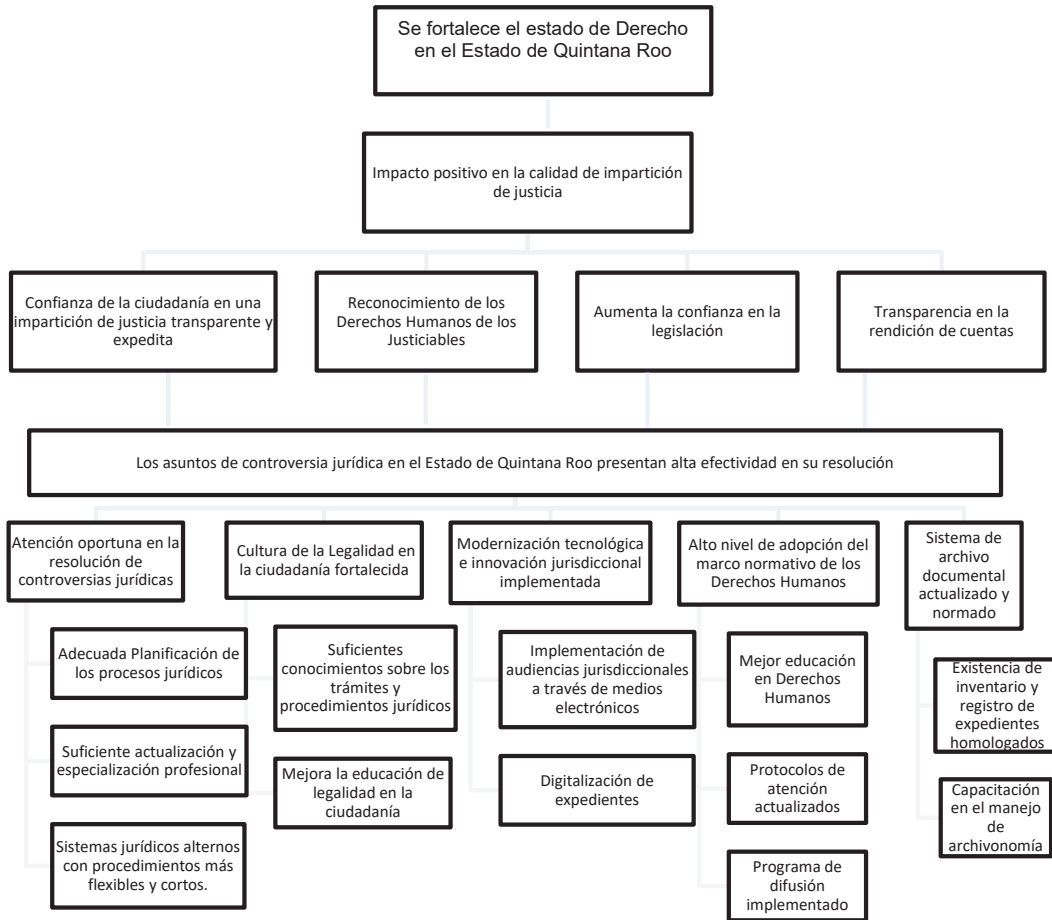 Se fortalece el estado de Derecho
en el Estado de Quintana Roo
Impacto positivo en la calidad de impartición
de justicia
Confianza de la ciudadanía en una
impartición de justicia transparente y
expedita
Reconocimiento de los
Derechos Humanos de los
Justiciables
Aumenta la confianza en la
legislación
Transparencia en la
rendición de cuentas
Los asuntos de controversia jurídica en el Estado de Quintana Roo presentan alta efectividad en su resolución
Atención oportuna en la
resolución de
controversias jurídicas
Adecuada Planificación de
los procesos jurídicos
Suficiente actualización y
especialización profesional
Sistemas jurídicos alternos
con procedimientos más
flexibles y cortos.
Cultura de la Legalidad en
la ciudadanía fortalecida
Suficientes
conocimientos sobre los
trámites y
procedimientos jurídicos
Mejora la educación de
legalidad en la
ciudadanía
Modernización tecnológica
e innovación jurisdiccional
implementada
Implementación de
audiencias jurisdiccionales
a través de medios
electrónicos
Digitalización de
expedientes
Alto nivel de adopción del
marco normativo de los
Derechos Humanos
Mejor educación
en Derechos
Humanos
Protocolos de
atención
actualizados
Programa de
difusión
implementado
Sistema de
archivo
documental
actualizado y
normado
Existencia de
inventario y
registro de
expedientes
homologados
Capacitación
en el manejo
de
archivonomía